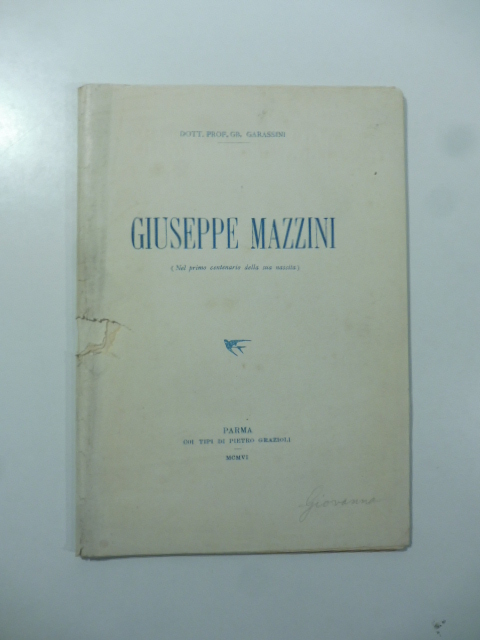 DOTT. PROF. GB. GARASSINI
GIUSEPPE MAZZINI
(Nel primo centenario della sua nascita)
PARMA
COI TIPI DI PIETRO GRAZIOLI
MCMVI
Giovanna